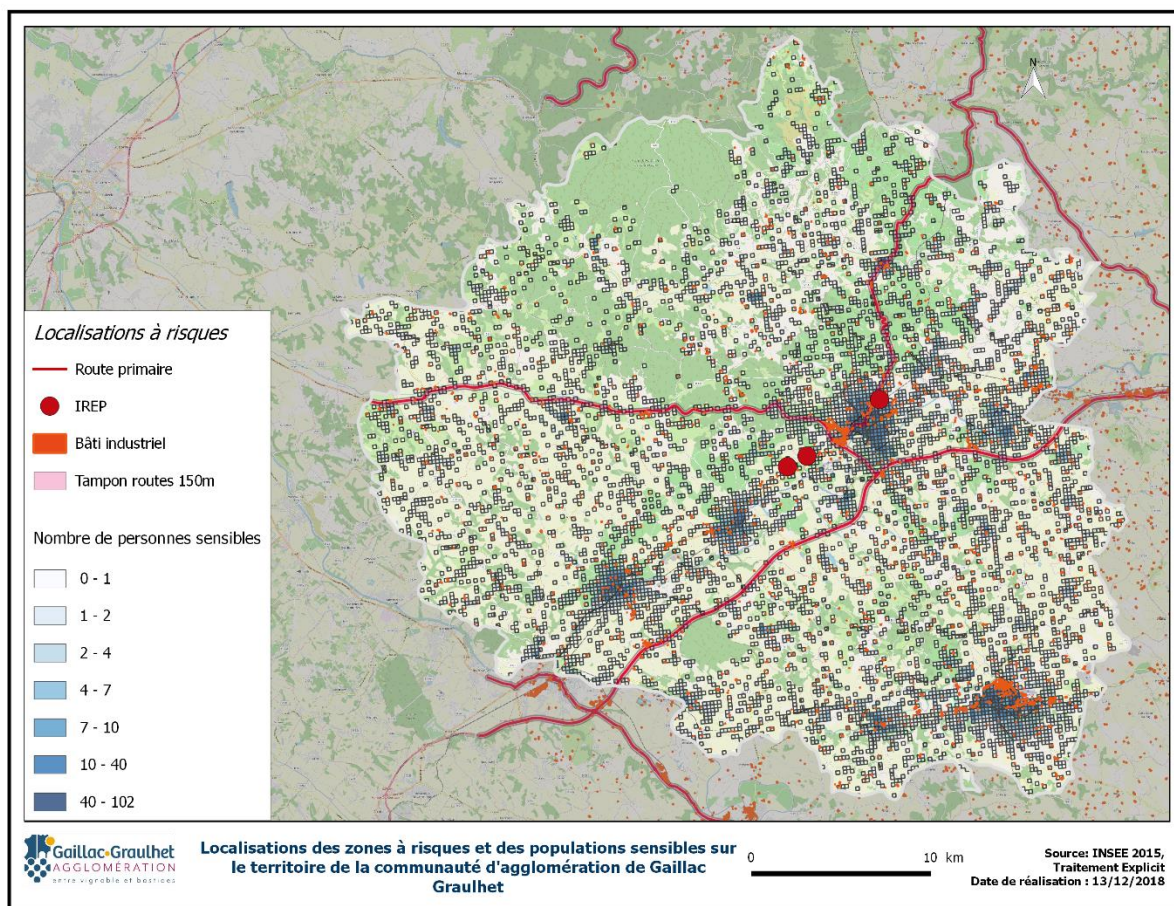 N
Localisations à risques
Route primaire
IREP
Bâti industriel
Tampon routes 150m
Nombre de personnes sensibles
0 - 1
1 - 2
2 - 4
4 - 7
7 - 10
10 - 40
40 - 102
Gaillac•Graulhet
AGGLOMÉRATION
entre vignoble et bastides
Localisations des zones à risques et des populations sensibles sur
le territoire de la communauté d'agglomération de Gaillac
Graulhet
0 10 km
Source: INSEE 2015,
Traitement Explicit
Date de réalisation : 13/12/2018